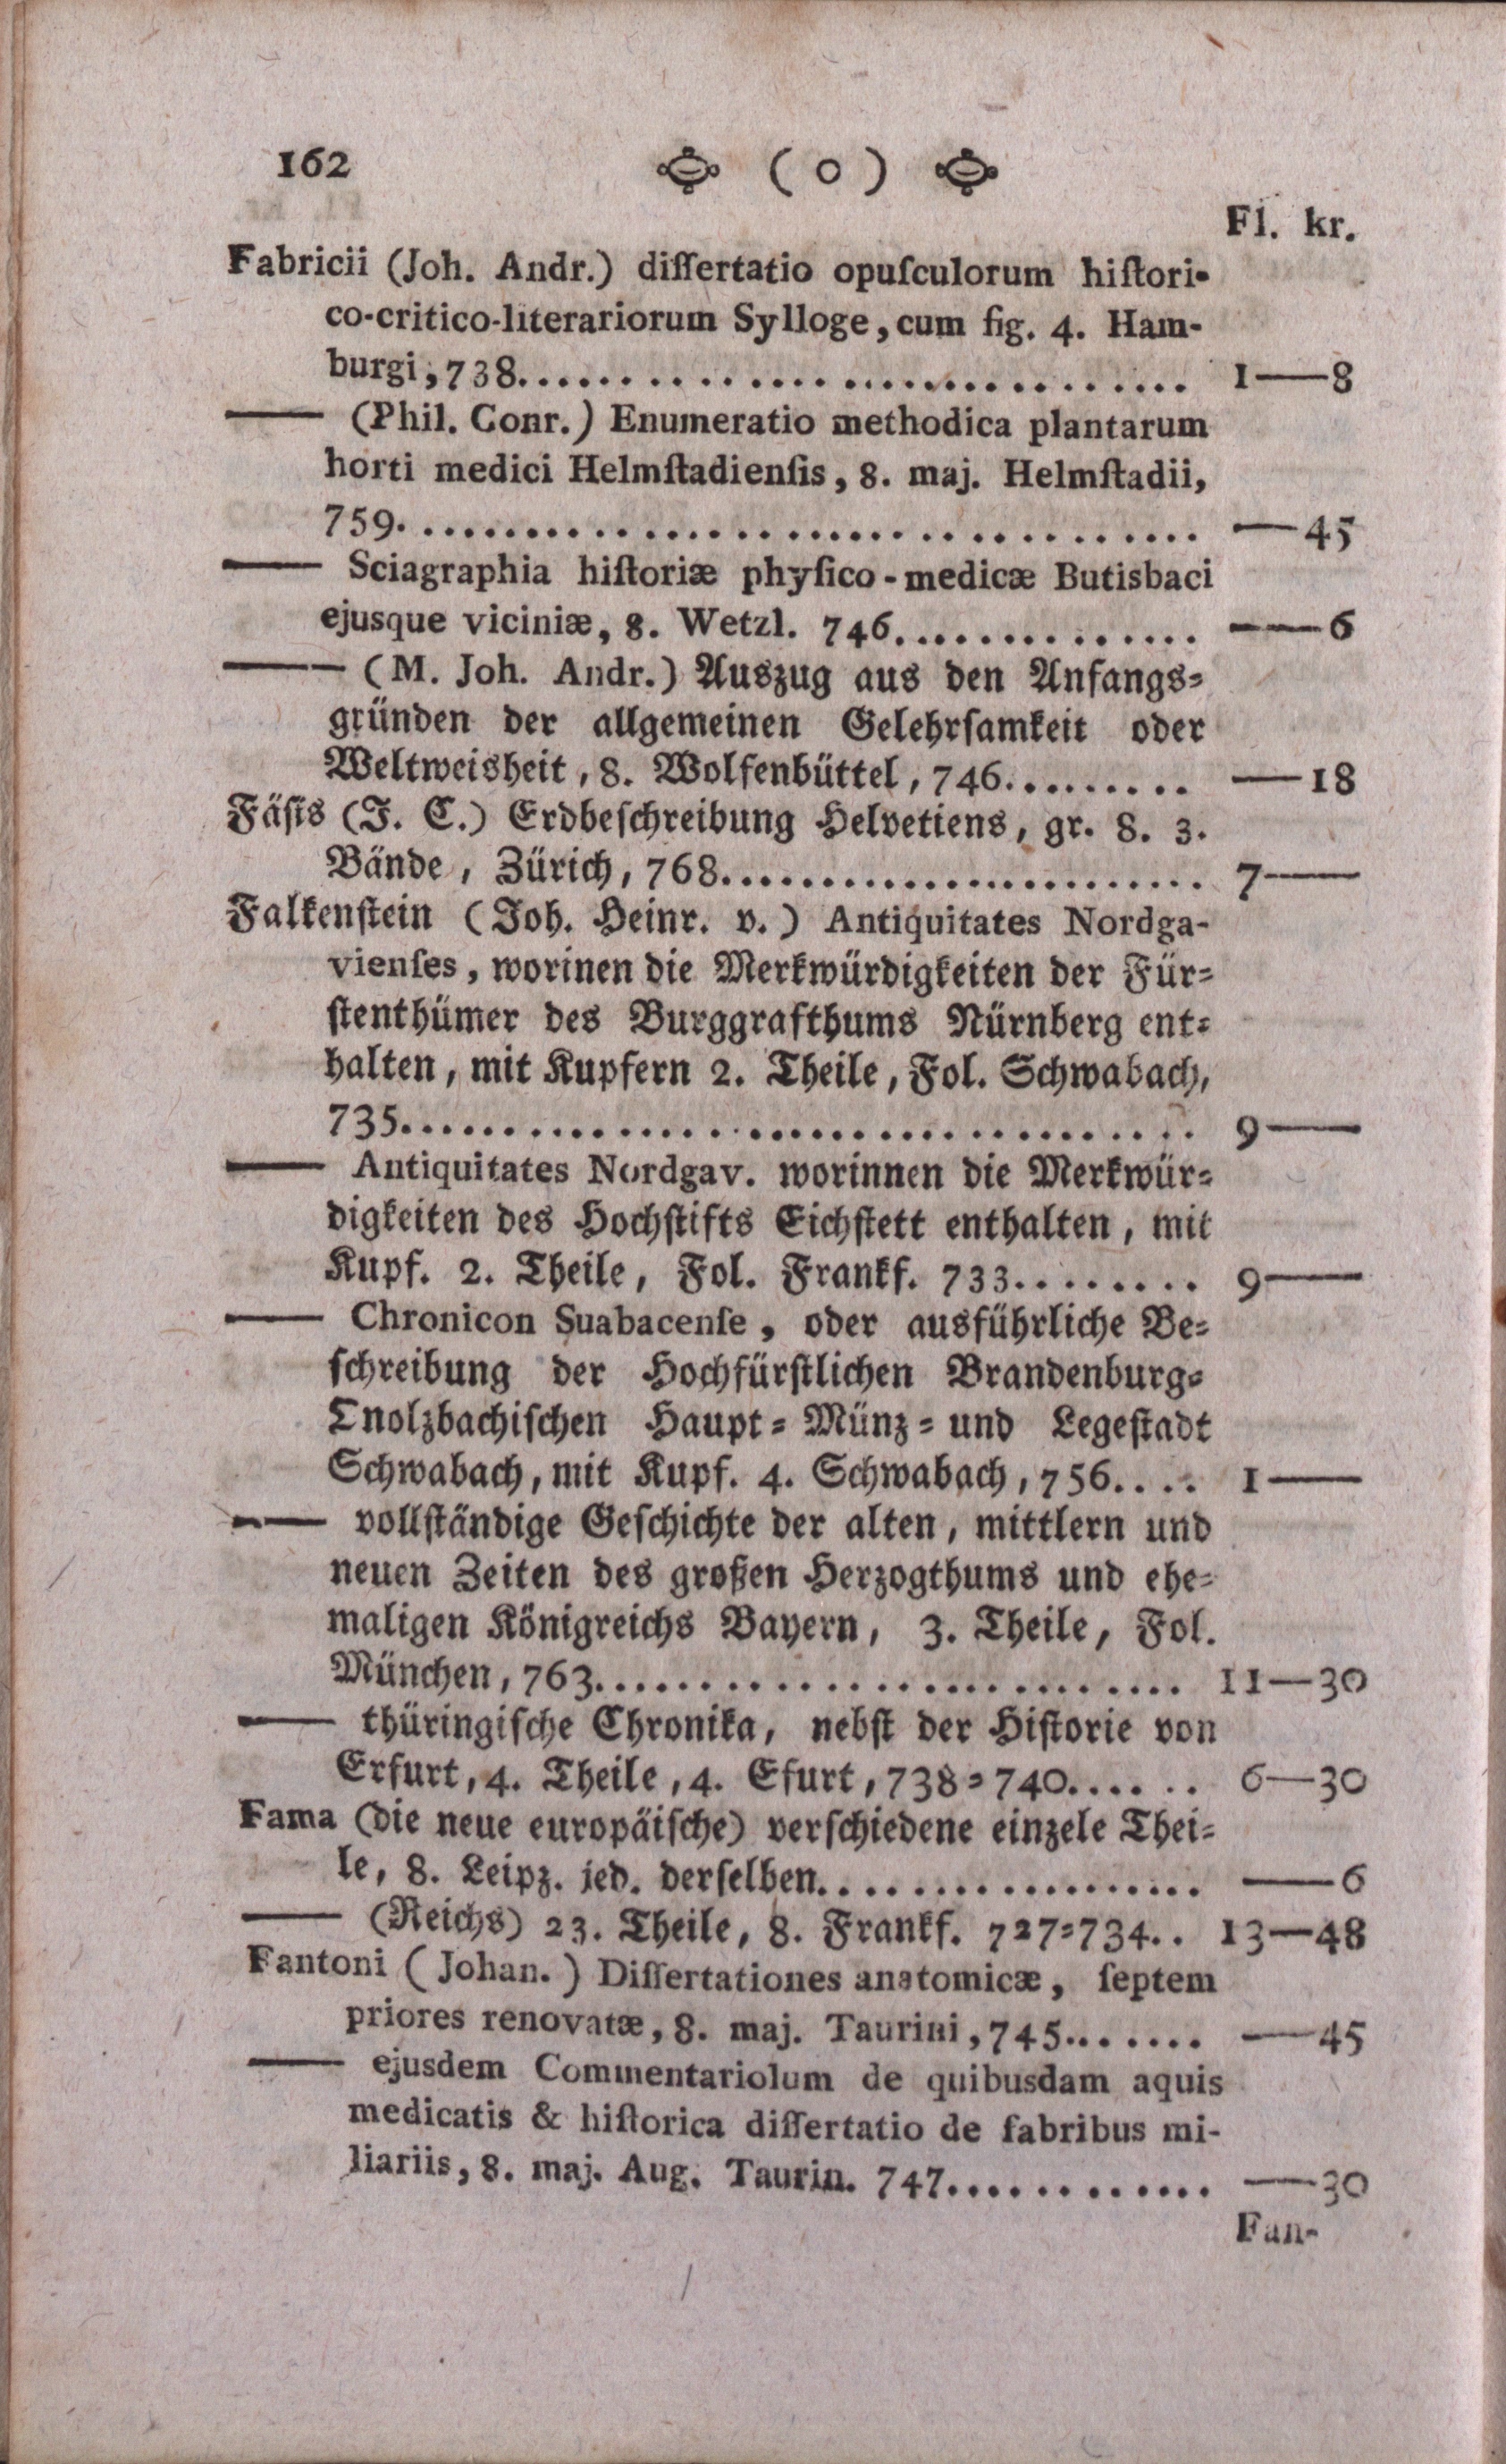 162 ( o )
Fl. kr.
Fabricii (Joh. Andr.) diſſertatio opuſculorum hiſtori-
co-critico-literariorum Sylloge, cum fig. 4. Ham-
burgi, 738. . . . . . . . . . . . . . . . . . . . 1——8
—— (Phil. Conr.) Enumeratio methodica plantarum
horti medici Helmſtadienſis, 8. maj. Helmſtadii,
759. . . . . . . . . . . . . . . . . . . . —45
—— Sciagraphia hiſtoriæ phyſico-medicæ Butisbaci
ejusque viciniæ, 8. Wetzl. 746. . . . . . . . . . . . ——6
—— (M. Joh. Andr.) Auszug aus den Anfangs=
gründen der allgemeinen Gelehrſamkeit oder
Weltweisheit, 8. Wolfenbüttel, 746. . . . . . . . . —18
Fäſis (J. C.) Erdbeſchreibung Helvetiens, gr. 8. 3.
Bände, Zürich, 768. . . . . . . . . . . . . . . . . . 7——
Falkenſtein (Joh. Heinr. v.) Antiquitates Nordga-
vienſes, worinen die Merkwürdigkeiten der Für=
ſtenthümer des Burggrafthums Nürnberg ent=
halten, mit Kupfern 2. Theile, Fol. Schwabach,
735. . . . . . . . . . . . . . . . . . . . 9——
—— Antiquitates Nordgav. worinnen die Merkwür=
digkeiten des Hochſtifts Eichſtett enthalten, mit
Kupf. 2. Theile, Fol. Frankf. 733. . . . . . . . 9——
—— Chronicon Suabacenſe, oder ausführliche Be=
ſchreibung der Hochfürſtlichen Brandenburg=
Onolzbachiſchen Haupt = Münz = und Legeſtadt
Schwabach, mit Kupf. 4. Schwabach, 756. . . . 1——
—— vollſtändige Geſchichte der alten, mittlern und
neuen Zeiten des großen Herzogthums und ehe=
maligen Königreichs Bayern, 3. Theile, Fol.
München, 763. . . . . . . . . . . . . . . . . . 11—30
—— thüringiſche Chronika, nebſt der Hiſtorie von
Erfurt, 4. Theile, 4. Efurt, 738=740. . . . . . 6—30
Fama (die neue europäiſche) verſchiedene einzele Thei=
le, 8. Leipz. jed. derſelben. . . . . . . . . . . . . . ——6
—— (Reichs) 23. Theile, 8. Frankf. 727=734. . 13—48
Fantoni (Johan.) Diſſertationes anatomicæ, ſeptem
priores renovatæ, 8. maj. Taurini, 745. . . . . . . —45
—— ejusdem Commentariolum de quibusdam aquis
medicatis & hiſtorica diſſertatio de fabribus mi-
liariis, 8. maj. Aug. Taurin. 747. . . . . . . . . . . —30
Fan-